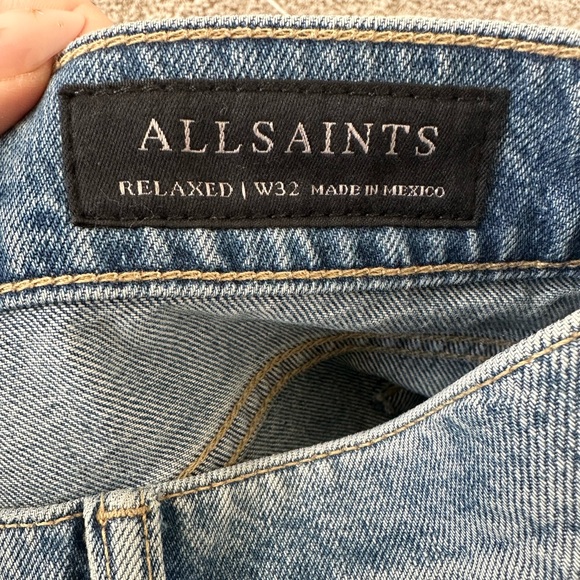 ALLSAINTS
RELAXED | W32 MADE IN MEXICO